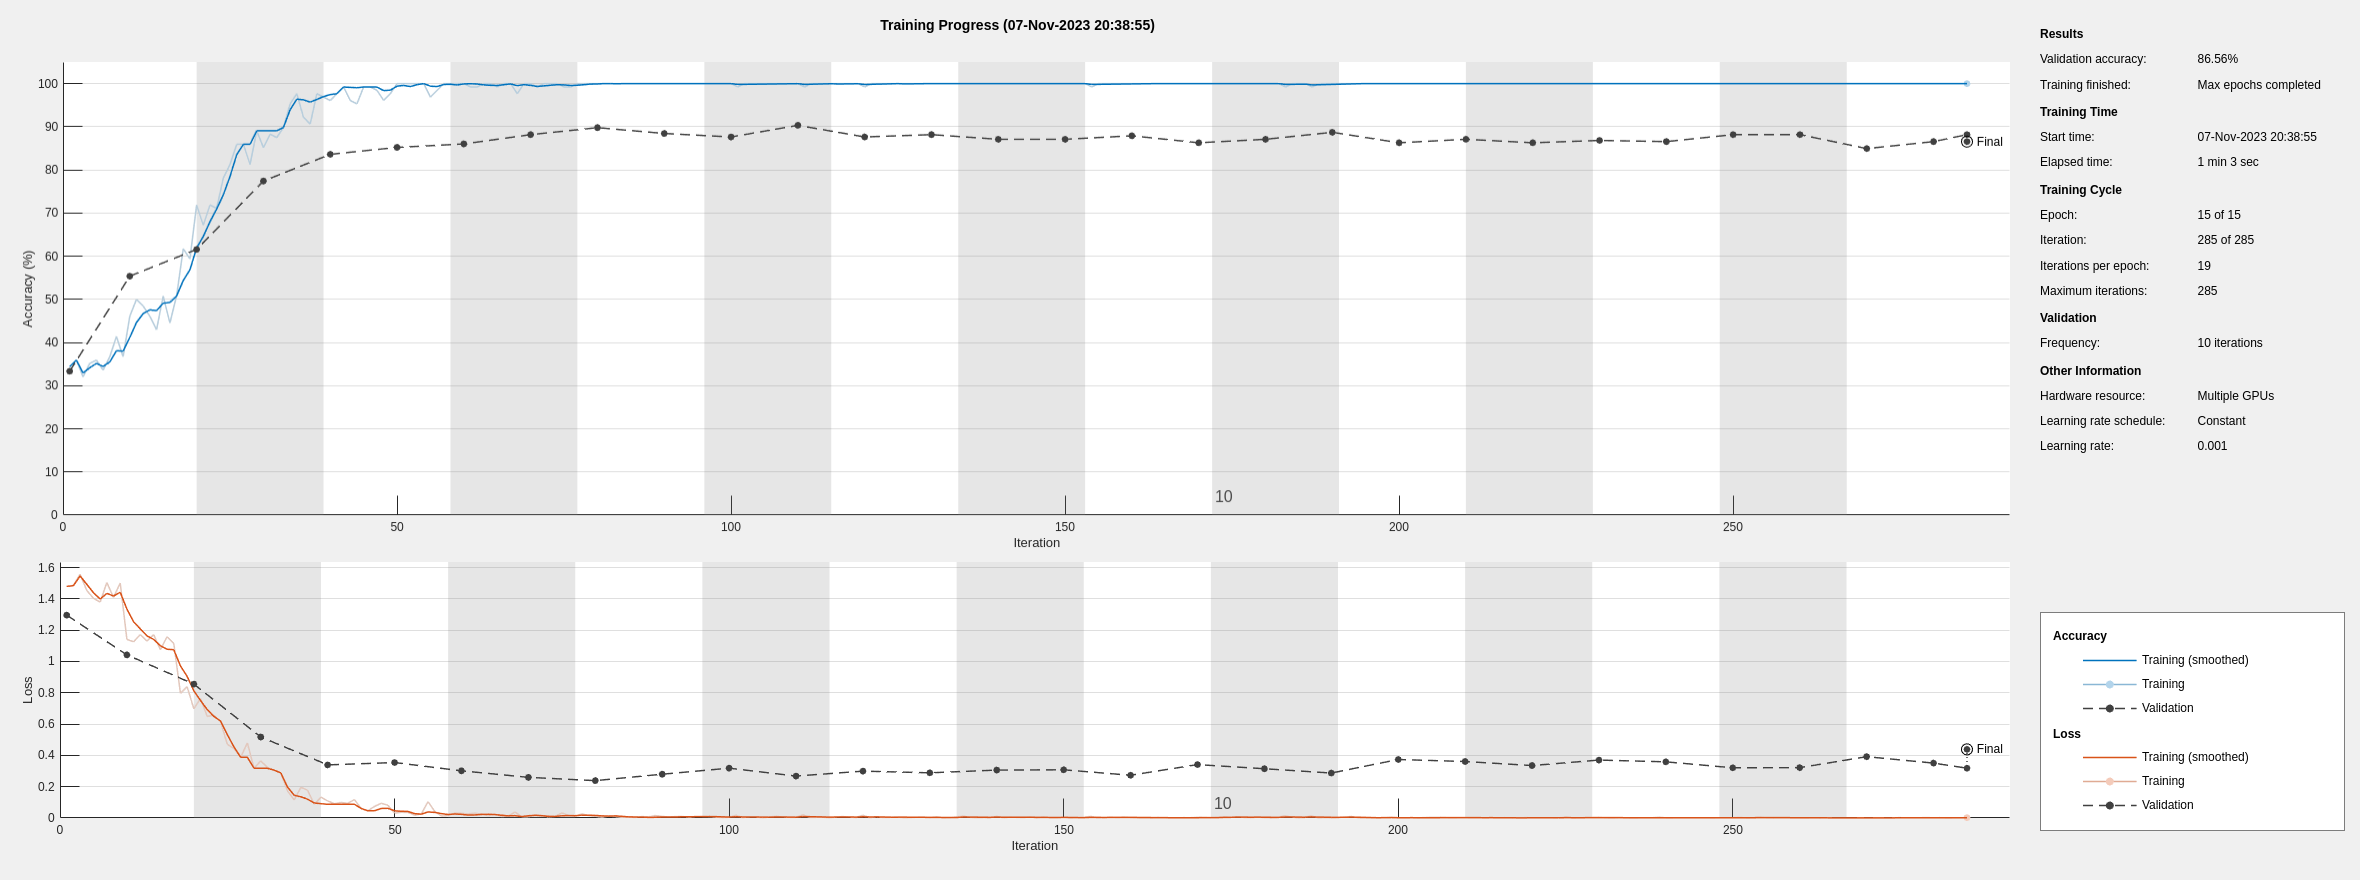 Training Progress (07-Nov-2023 20:38:55)
100
90
80
70
60
50
40
30
20
10
0
Accuracy (%)
10
Final
0 50 100 150 200 250
Iteration
1.6
1.4
1.2
1
0.8
0.6
0.4
0.2
0
Loss
10
Final
0 50 100 150 200 250
Iteration
Results
Validation accuracy: 86.56%
Training finished: Max epochs completed
Training Time
Start time: 07-Nov-2023 20:38:55
Elapsed time: 1 min 3 sec
Training Cycle
Epoch: 15 of 15
Iteration: 285 of 285
Iterations per epoch: 19
Maximum iterations: 285
Validation
Frequency: 10 iterations
Other Information
Hardware resource: Multiple GPUs
Learning rate schedule: Constant
Learning rate: 0.001
Accuracy
Training (smoothed)
Training
Validation
Loss
Training (smoothed)
Training
Validation